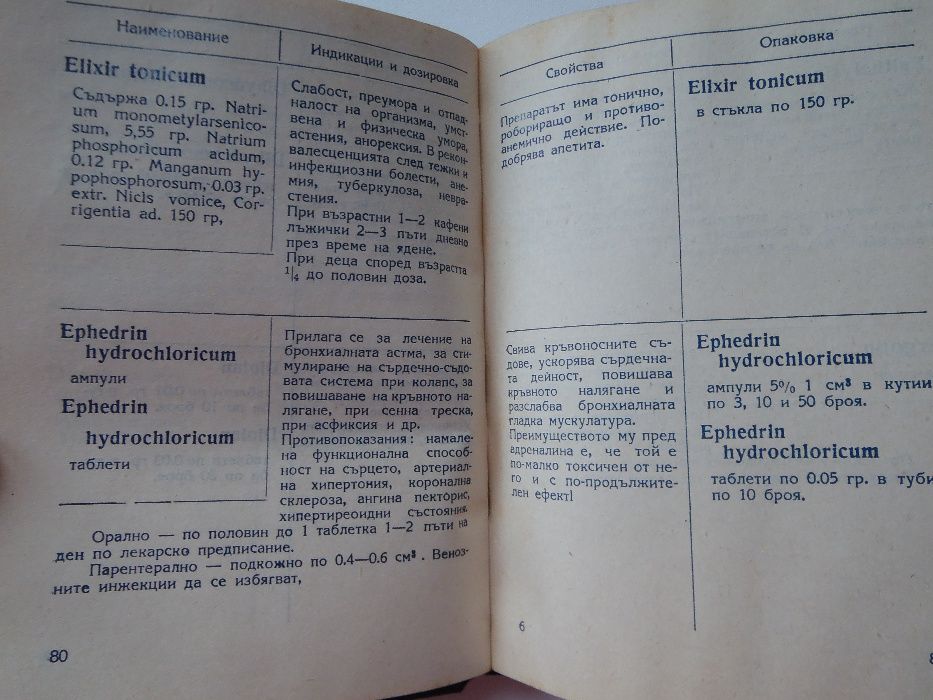 Наименование
Индикации и дозировка
Elixir tonicum
Съдържа 0.15 гр. Natri-
um monometylarsenico-
sum, 5,55 гр. Natrium
phosphoricum acidum,
0.12 гр. Manganum hy-
pophosphorosum, 0.03 гр.
extr. Nicls vomice, Cor-
rigentia ad. 150 гр,
Слабост, преумора и отпад-
налост на организма, умст-
вена и физическа умора,
астения, анорексия. В рекон-
валесценцията след тежки и
инфекциозни болести, ане-
мия, туберкулоза, невра-
стения.
При възрастни 1—2 кафени
лъжички 2—3 пъти дневно
през време на ядене.
При деца според възрастта
1/4 до половин доза.
Ephedrin
hydrochloricum
ампули
Ephedrin
hydrochloricum
таблети
Прилага се за лечение на
бронхиалната астма, за сти-
мулиране на сърдечно-съдо-
вата система при колапс, за
повишаване на кръвното на-
лягане, при сенна треска,
при асфиксия и др.
Противопоказания: намале-
на функционална способ-
ност на сърцето, артериал-
на хипертония, коронална
склероза, ангина пекторис,
хипертиреоидни състояния.
Орално — по половин до 1 таблетка 1—2 пъти на
ден по лекарско предписание.
Парентерално — подкожно по 0.4—0.6 см³. Веноз-
ните инжекции да се избягват,
80
Свойства
Опаковка
Препаратът има тонично,
робориращо и противо-
анемично действие. По-
добрява апетита.
Elixir tonicum
в стъкла по 150 гр.
Свива кръвоносните съ-
дове, ускорява сърдечна-
та дейност, повишава
кръвното налягане и
разслабва бронхиалната
гладка мускулатура.
Преимуществото му пред
адреналина е, че той е
по-малко токсичен от не-
го и с по-продължите-
лен ефект!
Ephedrin
hydrochloricum
ампули 5% 1 см³ в кутии
по 3, 10 и 50 броя.
Ephedrin
hydrochloricum
таблети по 0.05 гр. в туби
по 10 броя.
6